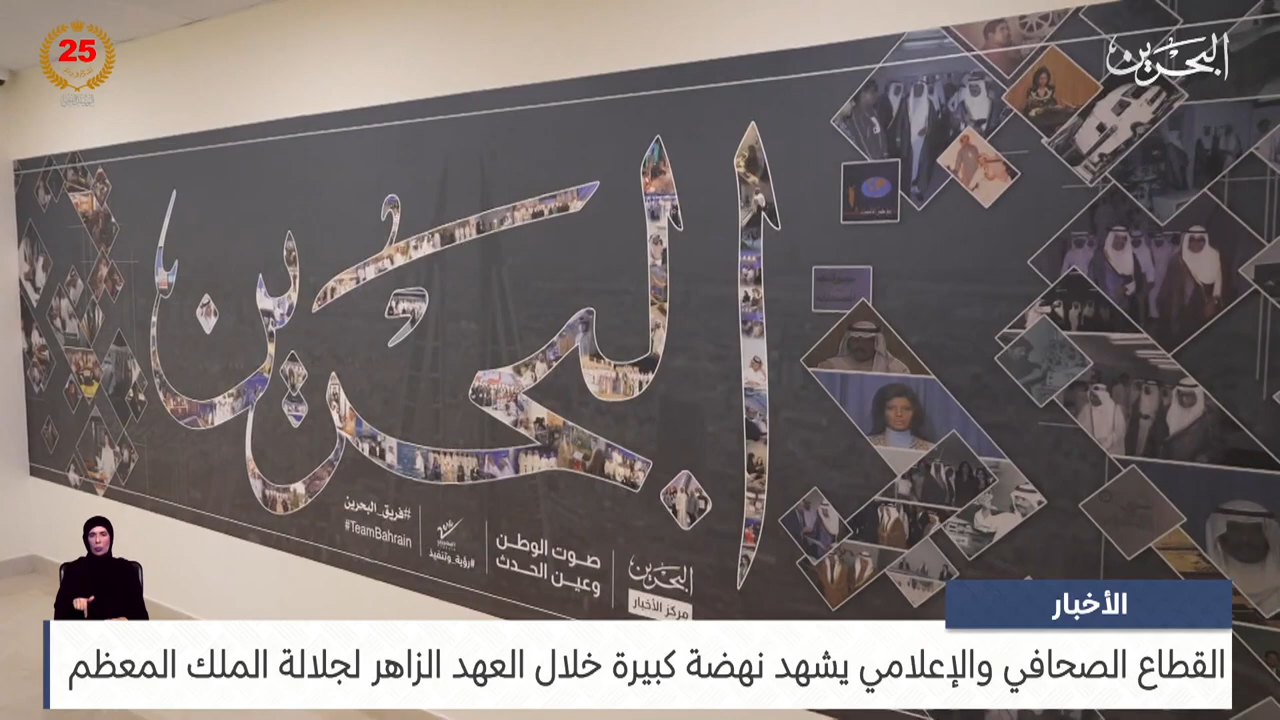 25
البحرين
البحرين
#فريق_البحرين
#TeamBahrain
#رؤية_وتنفيذ
صوت الوطن
وعين الحدث
البحرين
مركز الأخبار
الأخبار
القطاع الصحافي والإعلامي يشهد نهضة كبيرة خلال العهد الزاهر لجلالة الملك المعظم